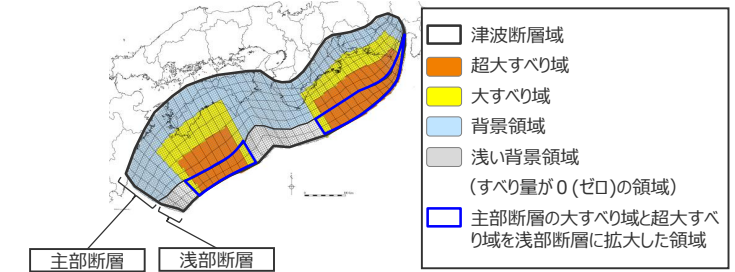 津波断層域
超大すべり域
大すべり域
背景領域
浅い背景領域
（すべり量が０(ゼロ)の領域）
主部断層の大すべり域と超大すべ
り域を浅部断層に拡大した領域
主部断層
浅部断層